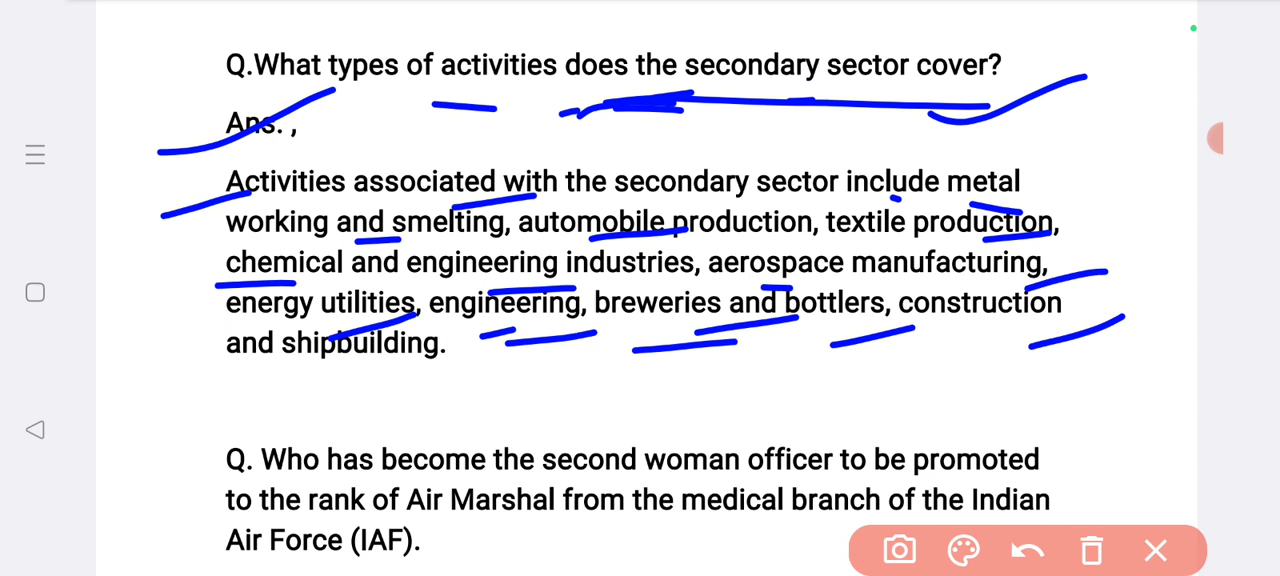 Q.What types of activities does the secondary sector cover?
Ans. ,
Activities associated with the secondary sector include metal
working and smelting, automobile production, textile production,
chemical and engineering industries, aerospace manufacturing,
energy utilities, engineering, breweries and bottlers, construction
and shipbuilding.
Q. Who has become the second woman officer to be promoted
to the rank of Air Marshal from the medical branch of the Indian
Air Force (IAF).